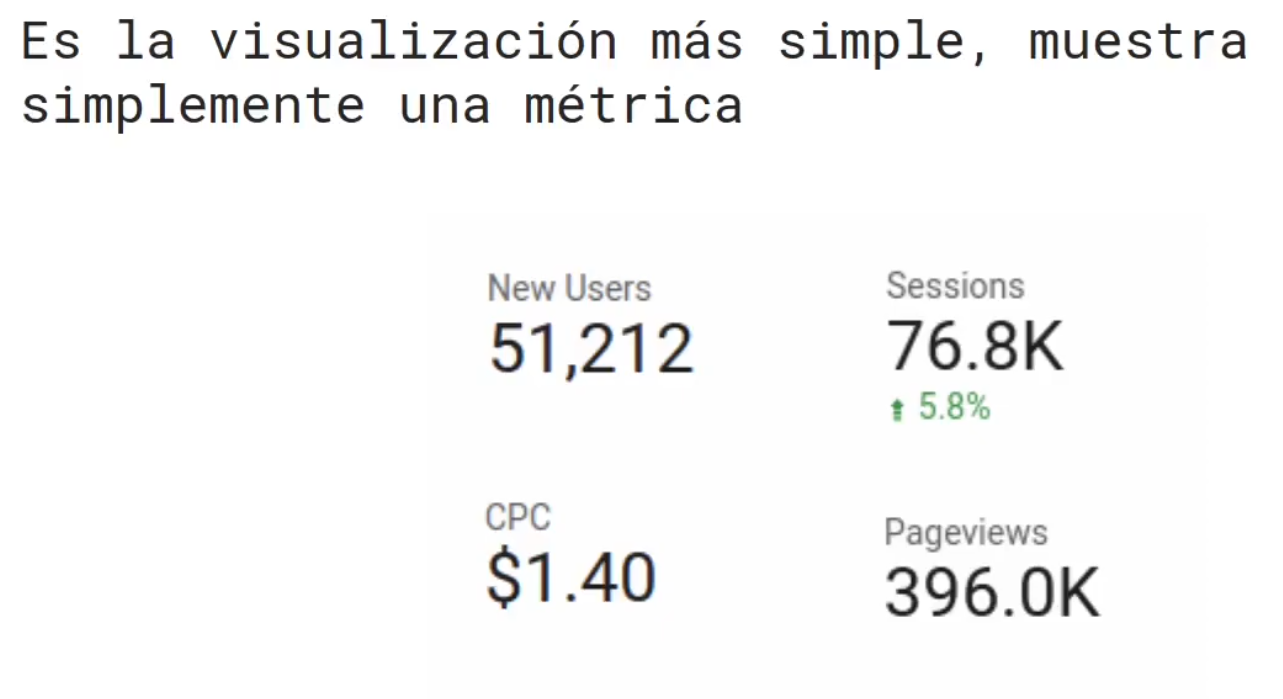 Es la visualización más simple, muestra
simplemente una métrica
New Users
51,212
Sessions
76.8K
5.8%
CPC
$1.40
Pageviews
396.0K